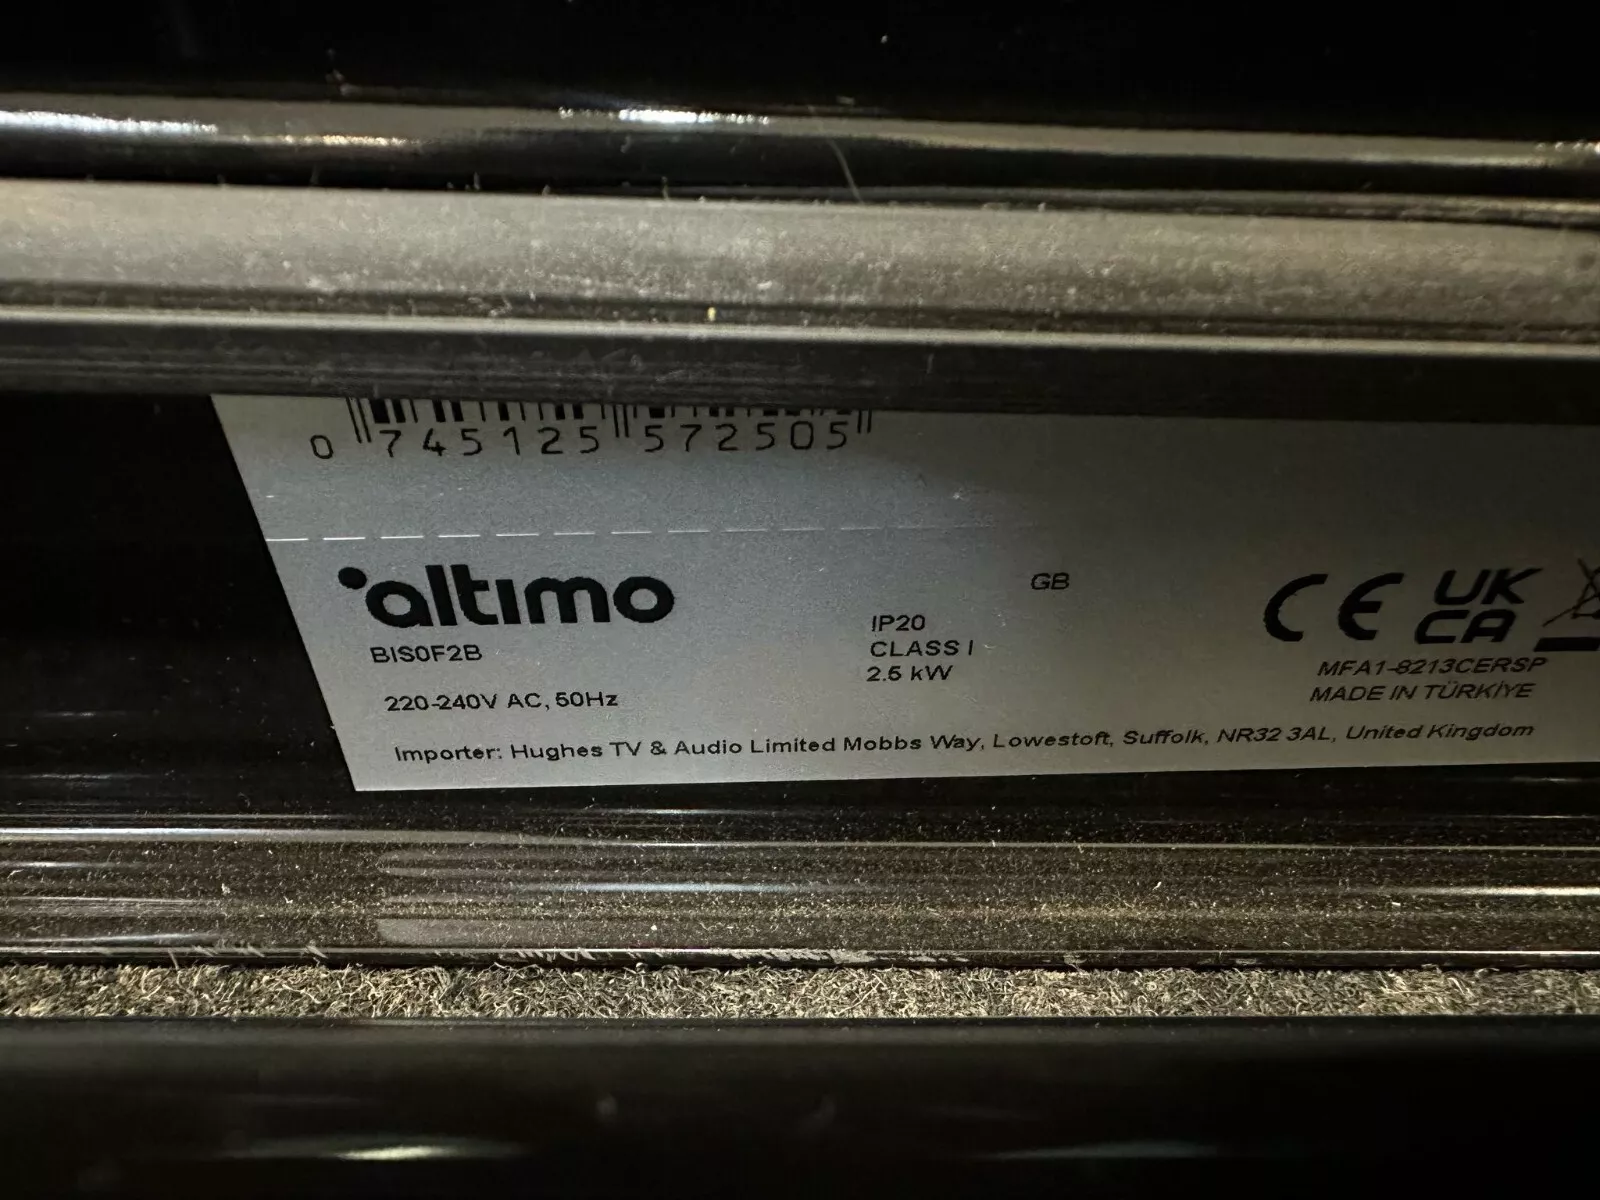 0 745125 572505
altimo
GB
BISOF2B
IP20
CLASS I
2.5 kW
220-240V AC, 50Hz
CE UK CA
MFA1-8213CERSP
MADE IN TÜRKİYE
Importer: Hughes TV & Audio Limited Mobbs Way, Lowestoft, Suffolk, NR32 3AL, United Kingdom